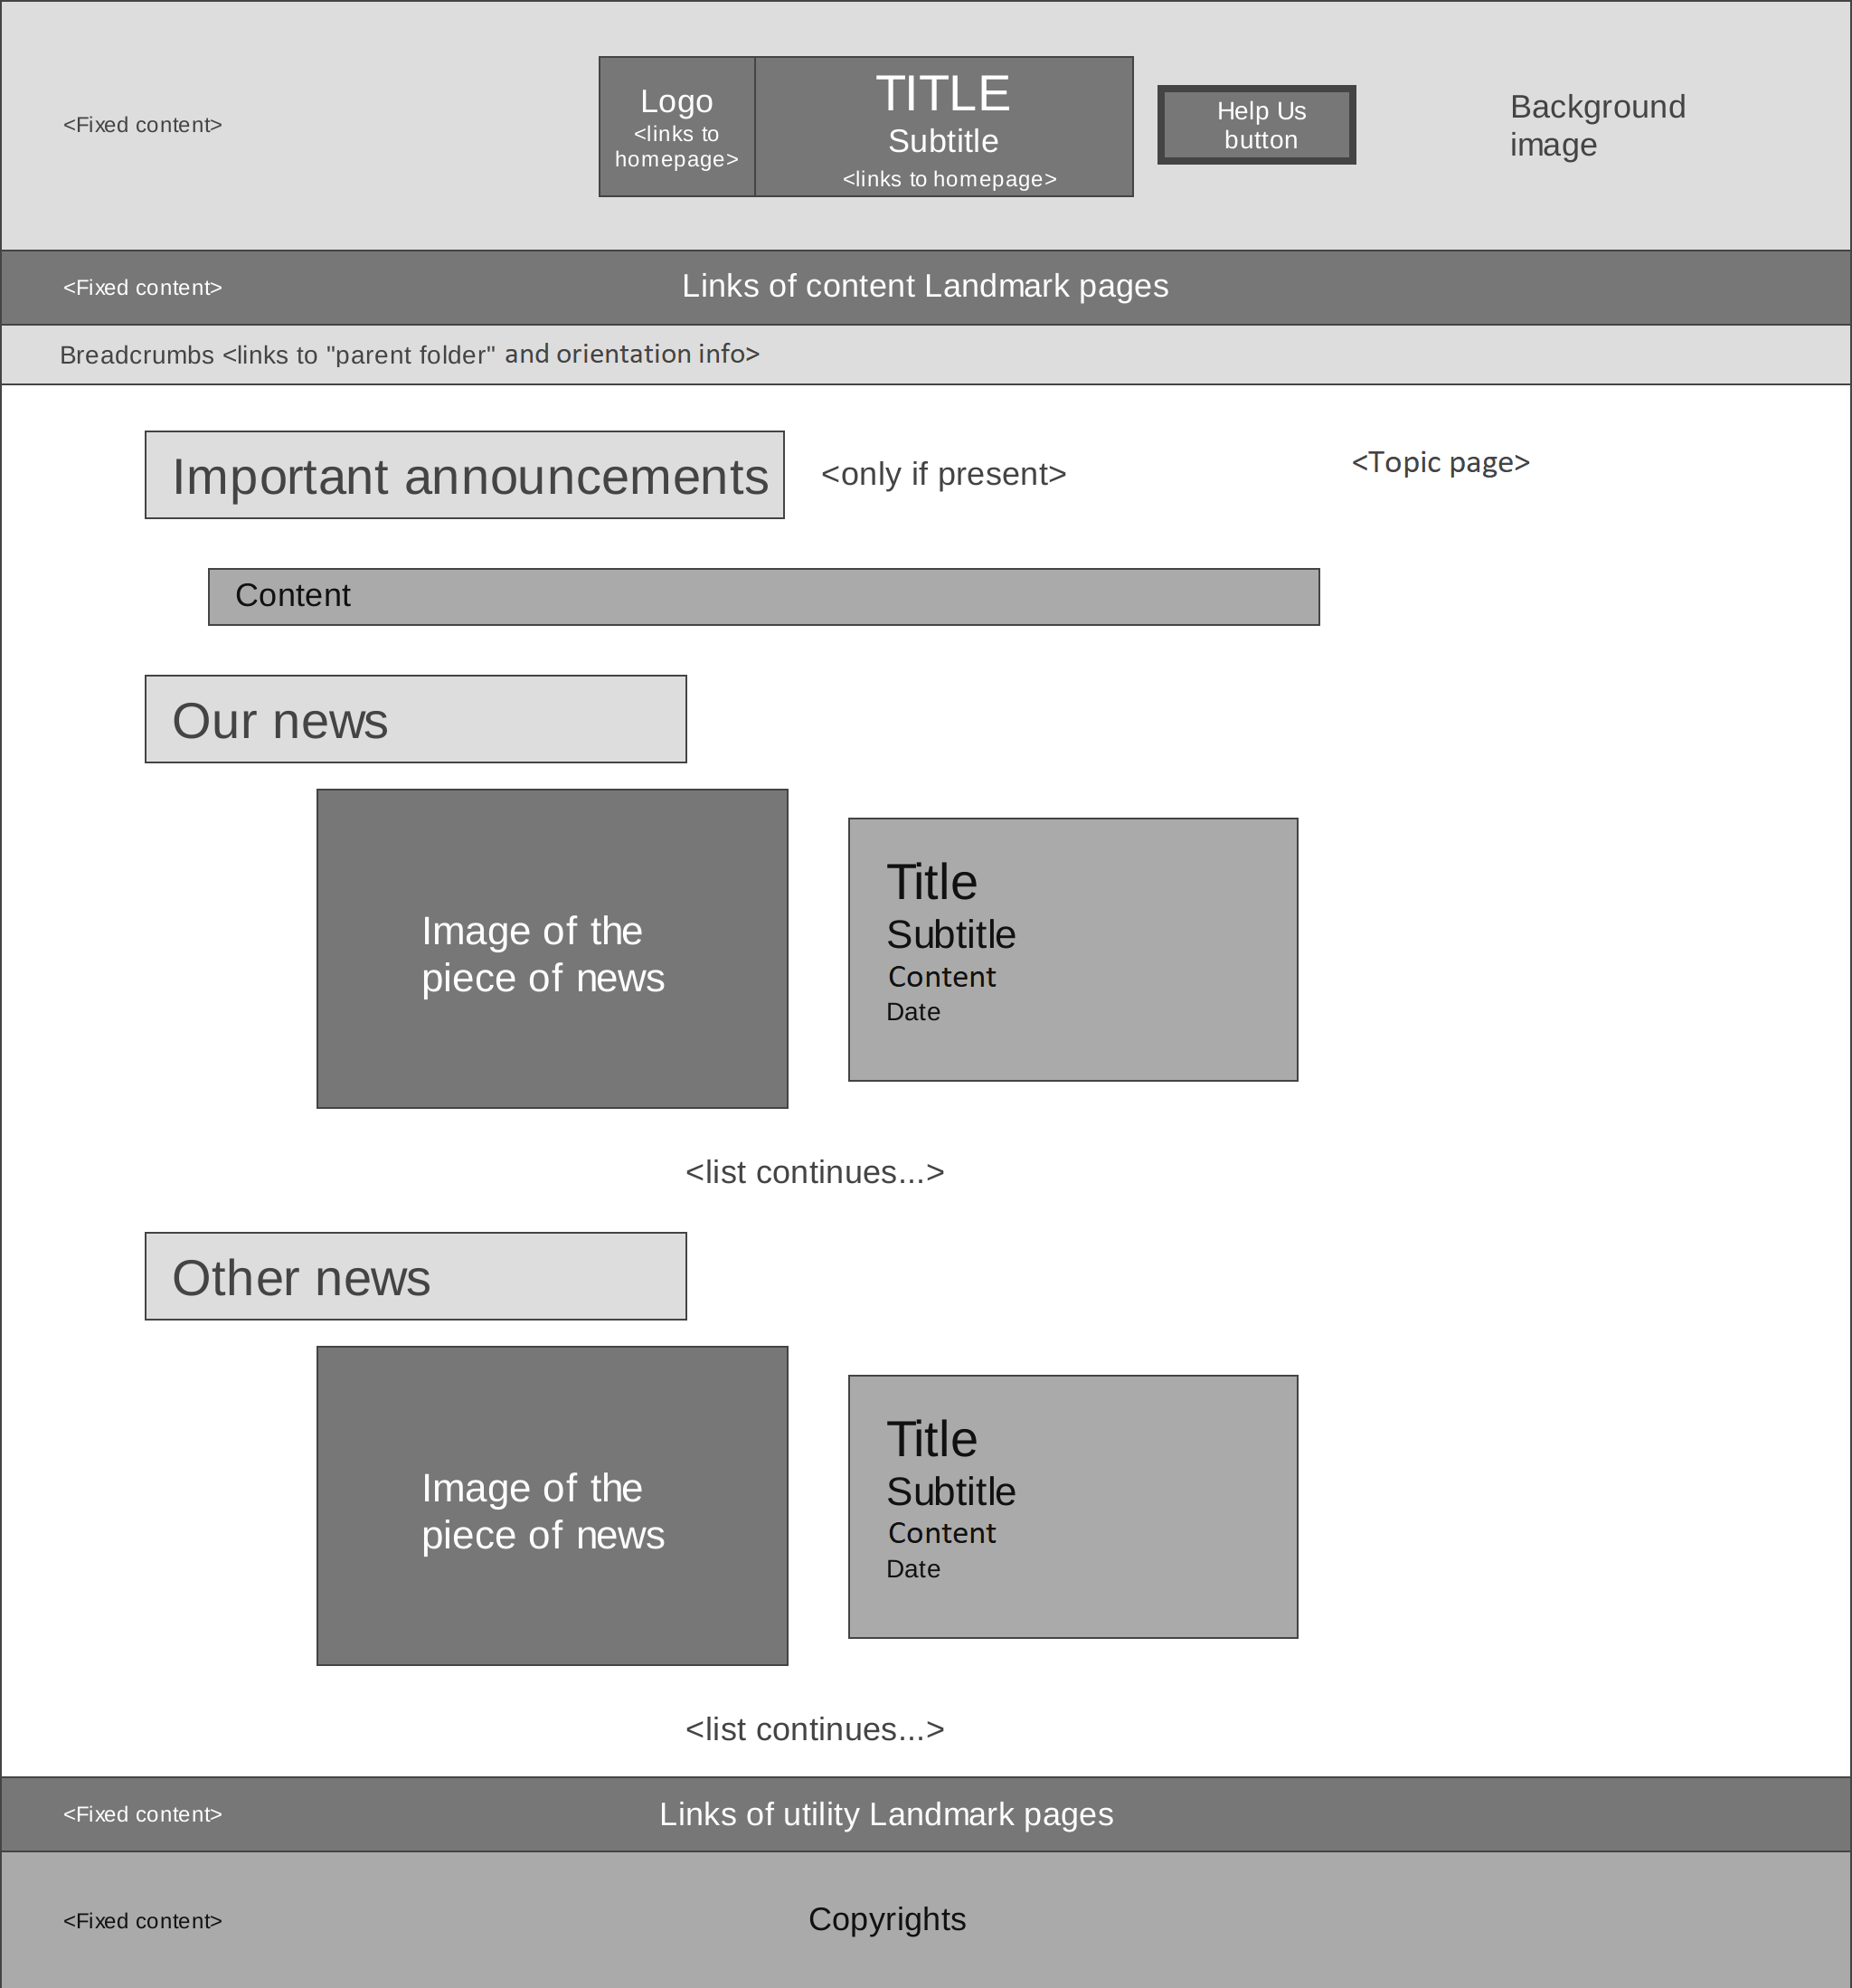 <Fixed content>
Logo
<links to
homepage>
TITLE
Subtitle
<links to homepage>
Help Us
button
Background
image
<Fixed content>
Links of content Landmark pages
Breadcrumbs <links to "parent folder" and orientation info>
Important announcements
<only if present>
<Topic page>
Content
Our news
Image of the
piece of news
Title
Subtitle
Content
Date
<list continues...>
Other news
Image of the
piece of news
Title
Subtitle
Content
Date
<list continues...>
<Fixed content>
Links of utility Landmark pages
<Fixed content>
Copyrights